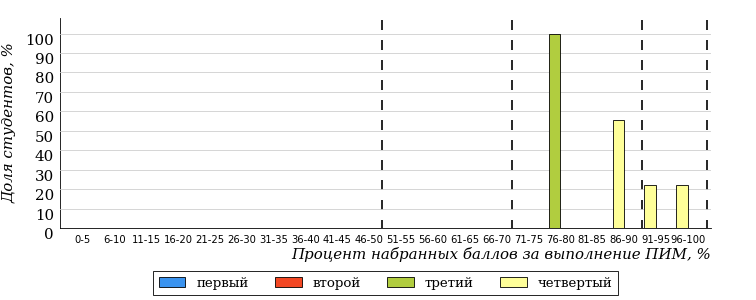 Доля студентов, %
100
90
80
70
60
50
40
30
20
10
0
0-5 6-10 11-15 16-20 21-25 26-30 31-35 36-40 41-45 46-50 51-55 56-60 61-65 66-70 71-75 76-80 81-85 86-90 91-95 96-100
Процент набранных баллов за выполнение ПИМ, %
первый второй третий четвертый